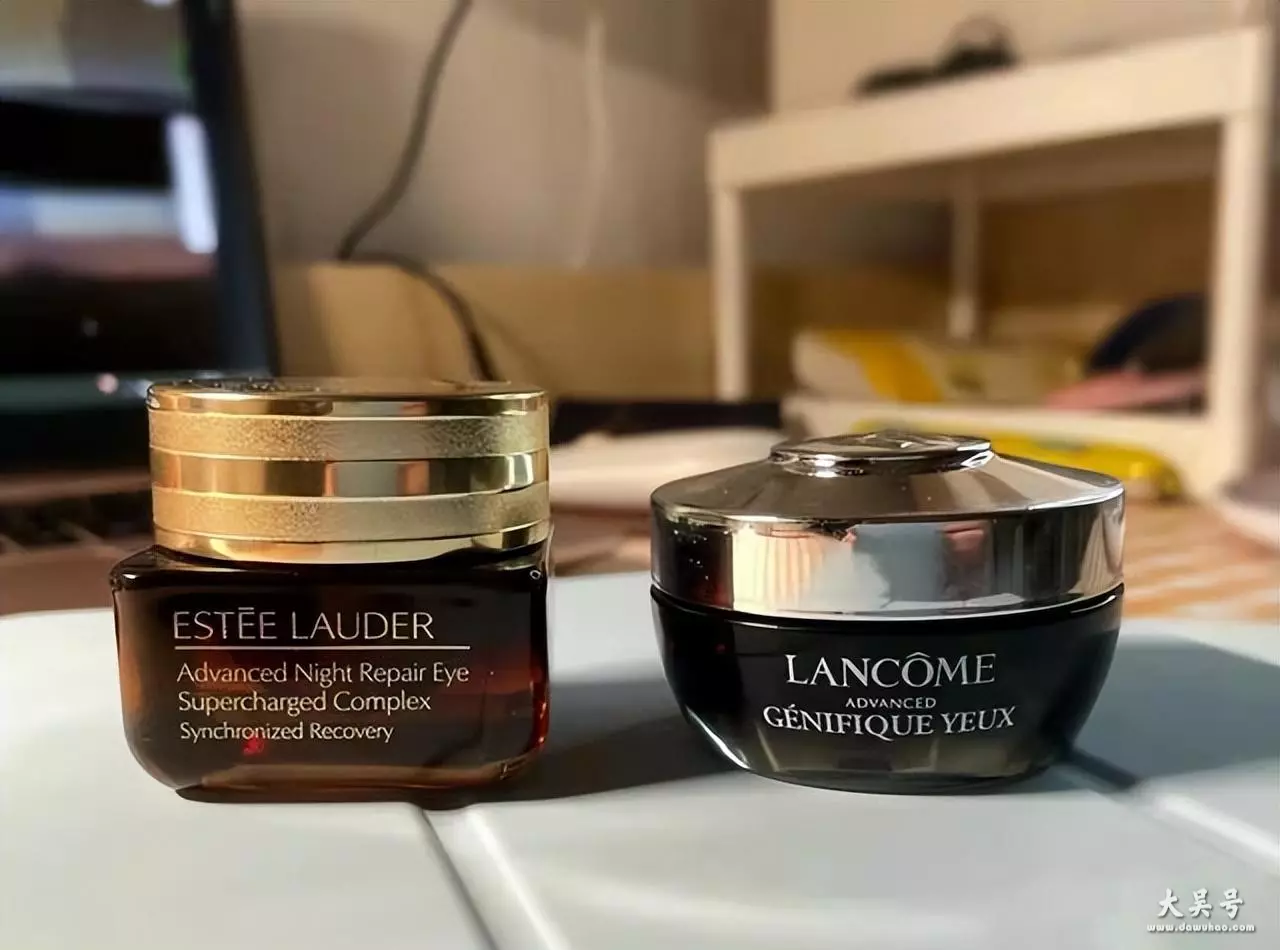 ESTĒE LAUDER
Advanced Night Repair Eye
Supercharged Complex
Synchronized Recovery
LANCÔME
ADVANCED
GÉNIFIQUE YEUX
大吴号
www.dawuhao.com